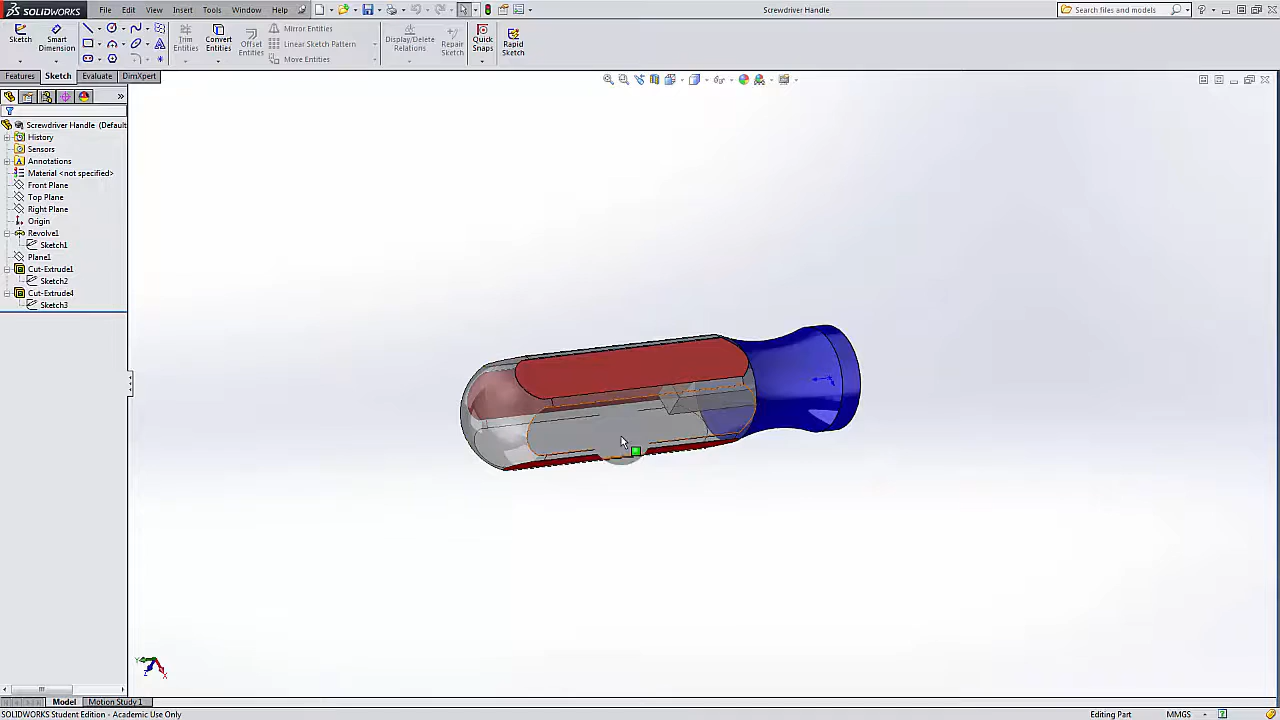 SOLIDWORKS File Edit View Insert Tools Window Help Screwdriver Handle Search files and models
Sketch Smart Dimension Trim Entities Convert Entities Offset Entities Mirror Entities Linear Sketch Pattern Move Entities Display/Delete Relations Repair Sketch Quick Snaps Rapid Sketch
Features Sketch Evaluate DimXpert
Screwdriver Handle (Default
History
Sensors
Annotations
Material <not specified>
Front Plane
Top Plane
Right Plane
Origin
Revolve1
Sketch1
Plane1
Cut-Extrude1
Sketch2
Cut-Extrude4
Sketch3
Model Motion Study 1
SOLIDWORKS Student Edition - Academic Use Only Editing Part MMGS